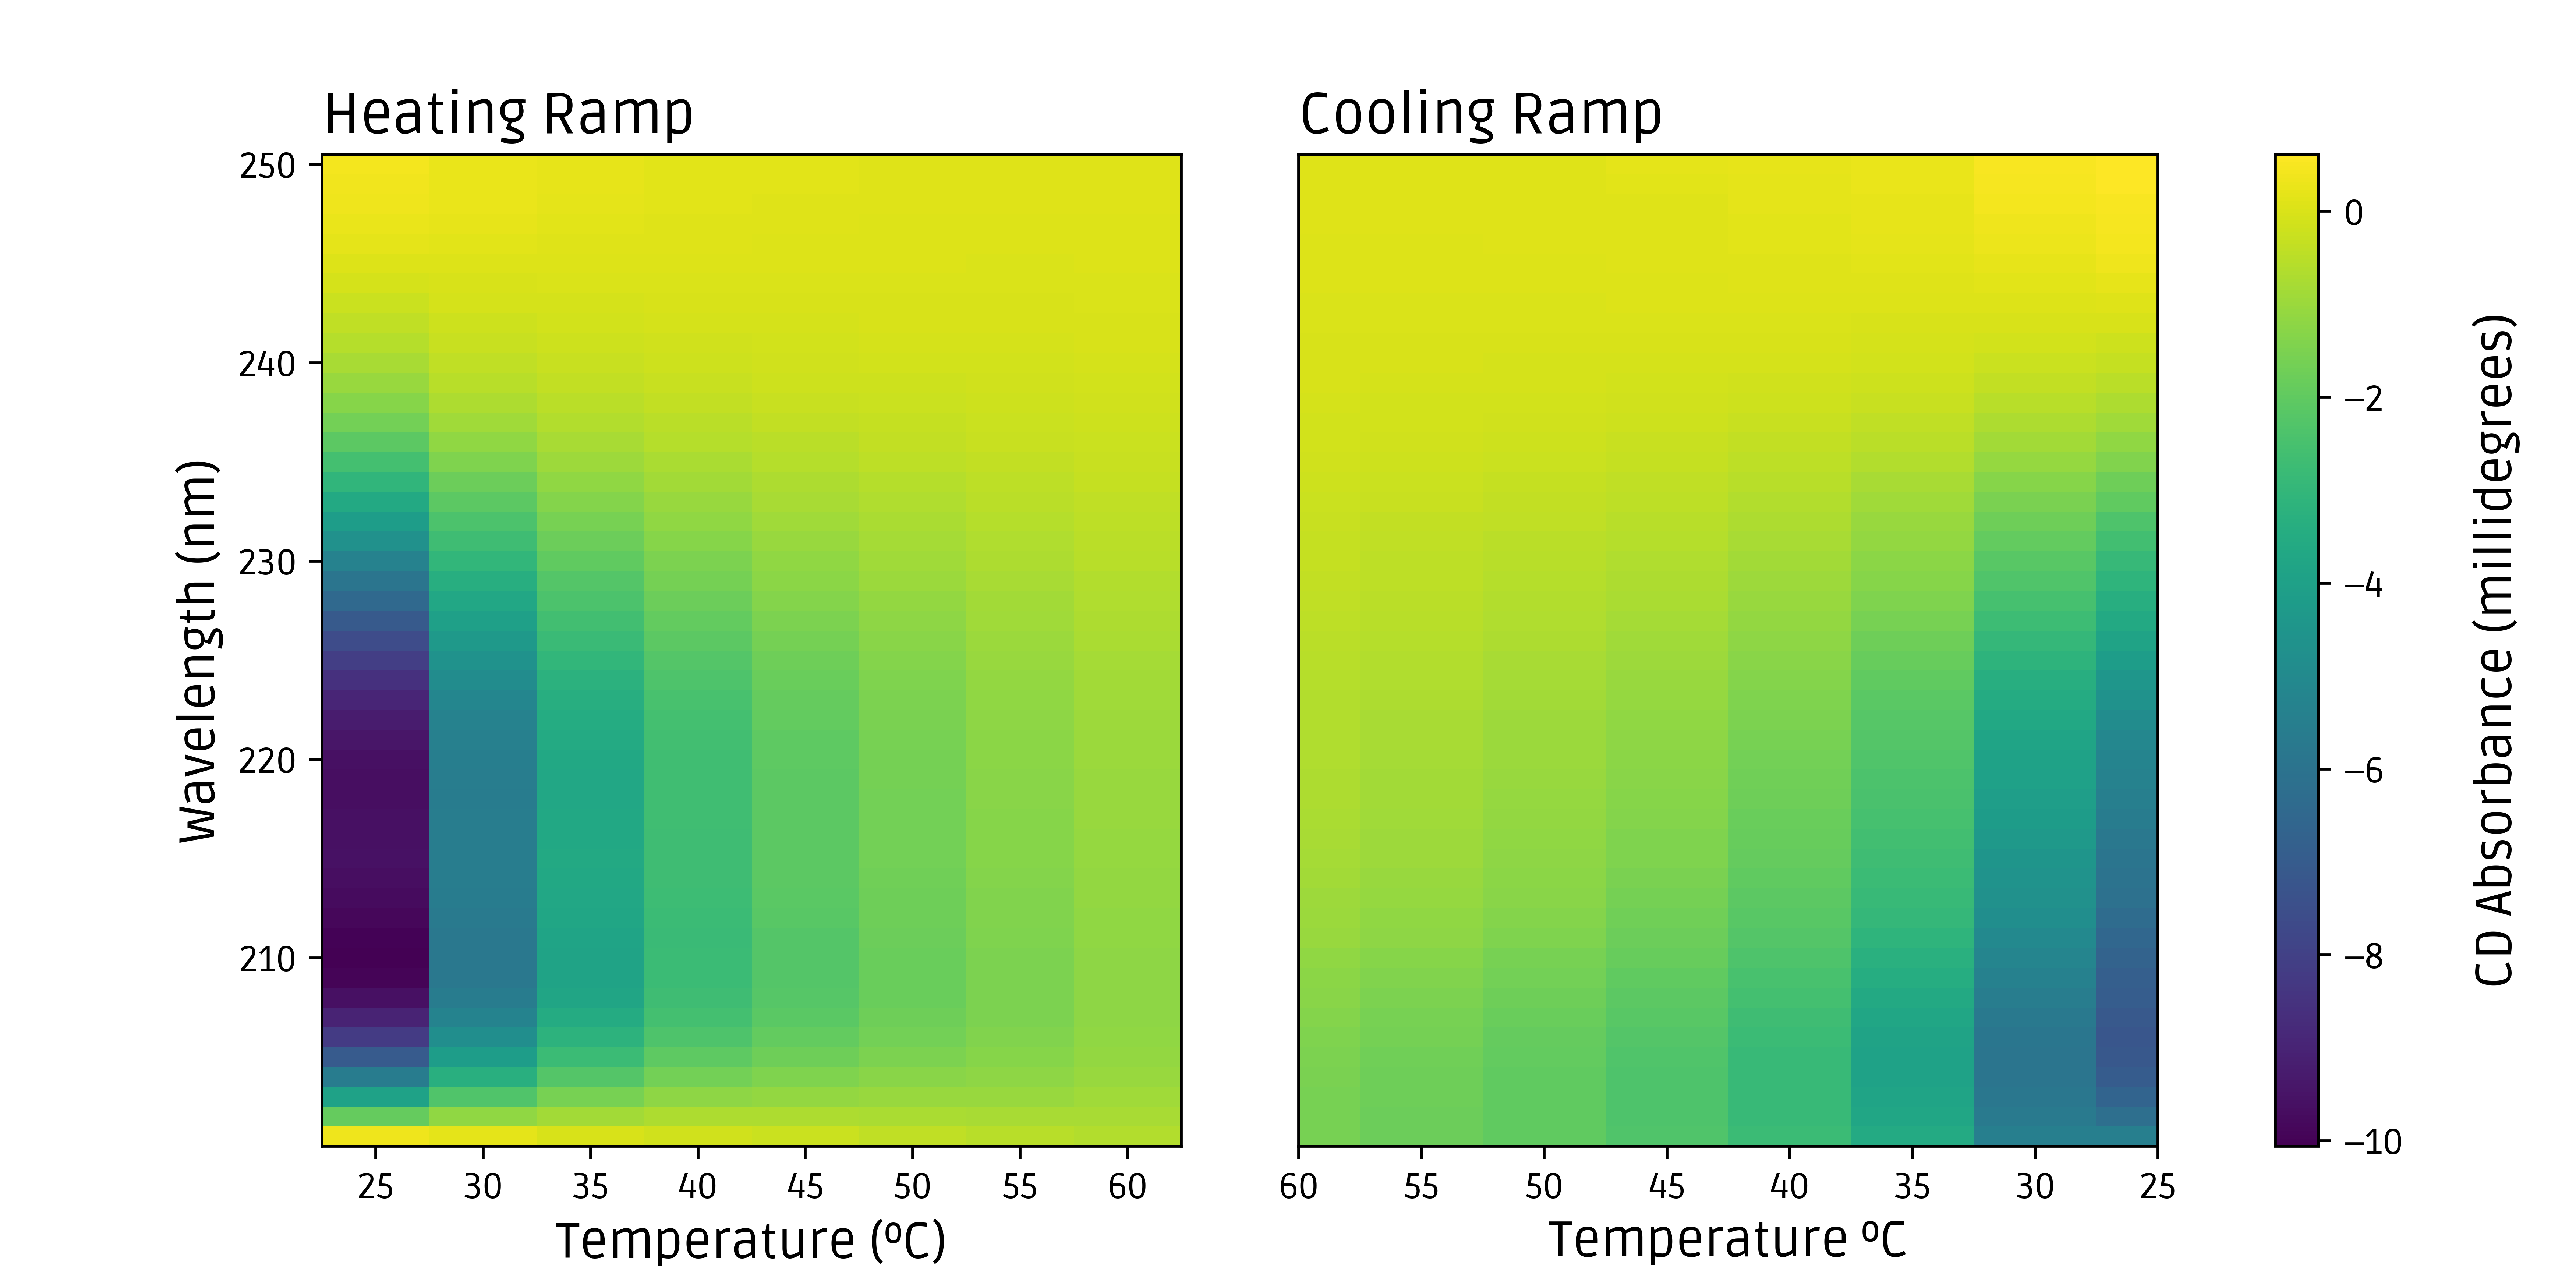 Heating Ramp
Cooling Ramp
250
240
230
220
210
Wavelength (nm)
25 30 35 40 45 50 55 60
Temperature (ºC)
60 55 50 45 40 35 30 25
Temperature ºC
0
−2
−4
−6
−8
−10
CD Absorbance (millidegrees)